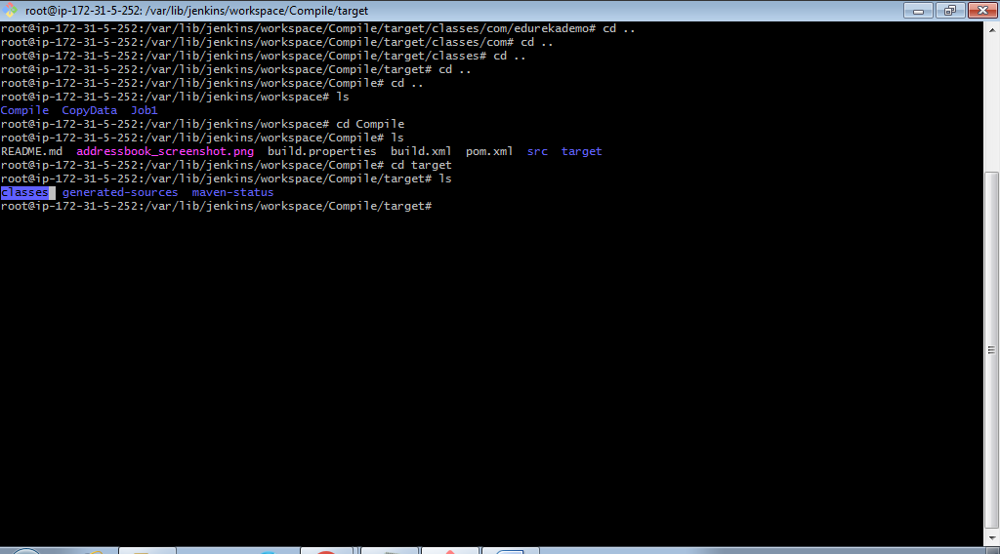 root@ip-172-31-5-252: /var/lib/jenkins/workspace/Compile/target
root@ip-172-31-5-252:/var/lib/jenkins/workspace/Compile/target/classes/com/edurekademo# cd ..
root@ip-172-31-5-252:/var/lib/jenkins/workspace/Compile/target/classes/com# cd ..
root@ip-172-31-5-252:/var/lib/jenkins/workspace/Compile/target/classes# cd ..
root@ip-172-31-5-252:/var/lib/jenkins/workspace/Compile/target# cd ..
root@ip-172-31-5-252:/var/lib/jenkins/workspace/Compile# cd ..
root@ip-172-31-5-252:/var/lib/jenkins/workspace# ls
Compile  CopyData  Job1
root@ip-172-31-5-252:/var/lib/jenkins/workspace# cd Compile
root@ip-172-31-5-252:/var/lib/jenkins/workspace/Compile# ls
README.md  addressbook_screenshot.png  build.properties  build.xml  pom.xml  src  target
root@ip-172-31-5-252:/var/lib/jenkins/workspace/Compile# cd target
root@ip-172-31-5-252:/var/lib/jenkins/workspace/Compile/target# ls
classes  generated-sources  maven-status
root@ip-172-31-5-252:/var/lib/jenkins/workspace/Compile/target#